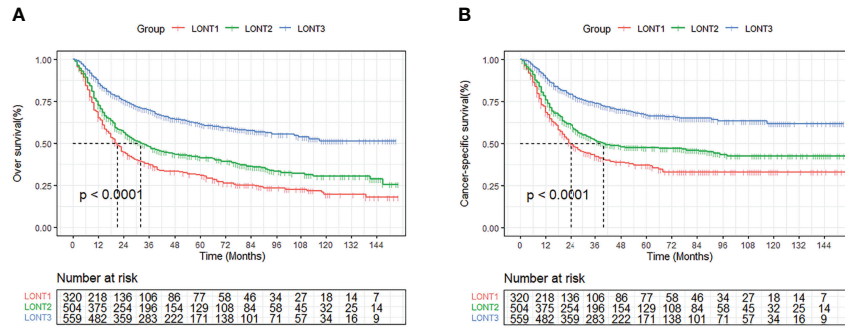 A
Group LONT1 LONT2 LONT3
1.00
0.75
0.50
0.25
0.00
Over survival(%)
p < 0.0001
0 12 24 36 48 60 72 84 96 108 120 132 144
Time (Months)
Number at risk
LONT1 320 218 136 106 86 77 58 46 34 27 18 14 7
LONT2 504 375 254 196 154 129 108 84 58 45 32 25 14
LONT3 559 482 359 283 222 171 138 101 71 57 34 16 9
B
Group LONT1 LONT2 LONT3
1.00
0.75
0.50
0.25
0.00
Cancer-specific survival(%)
p < 0.0001
0 12 24 36 48 60 72 84 96 108 120 132 144
Time (Months)
Number at risk
LONT1 320 218 136 106 86 77 58 46 34 27 18 14 7
LONT2 504 375 254 196 154 129 108 84 58 45 32 25 14
LONT3 559 482 359 283 222 171 138 101 71 57 34 16 9